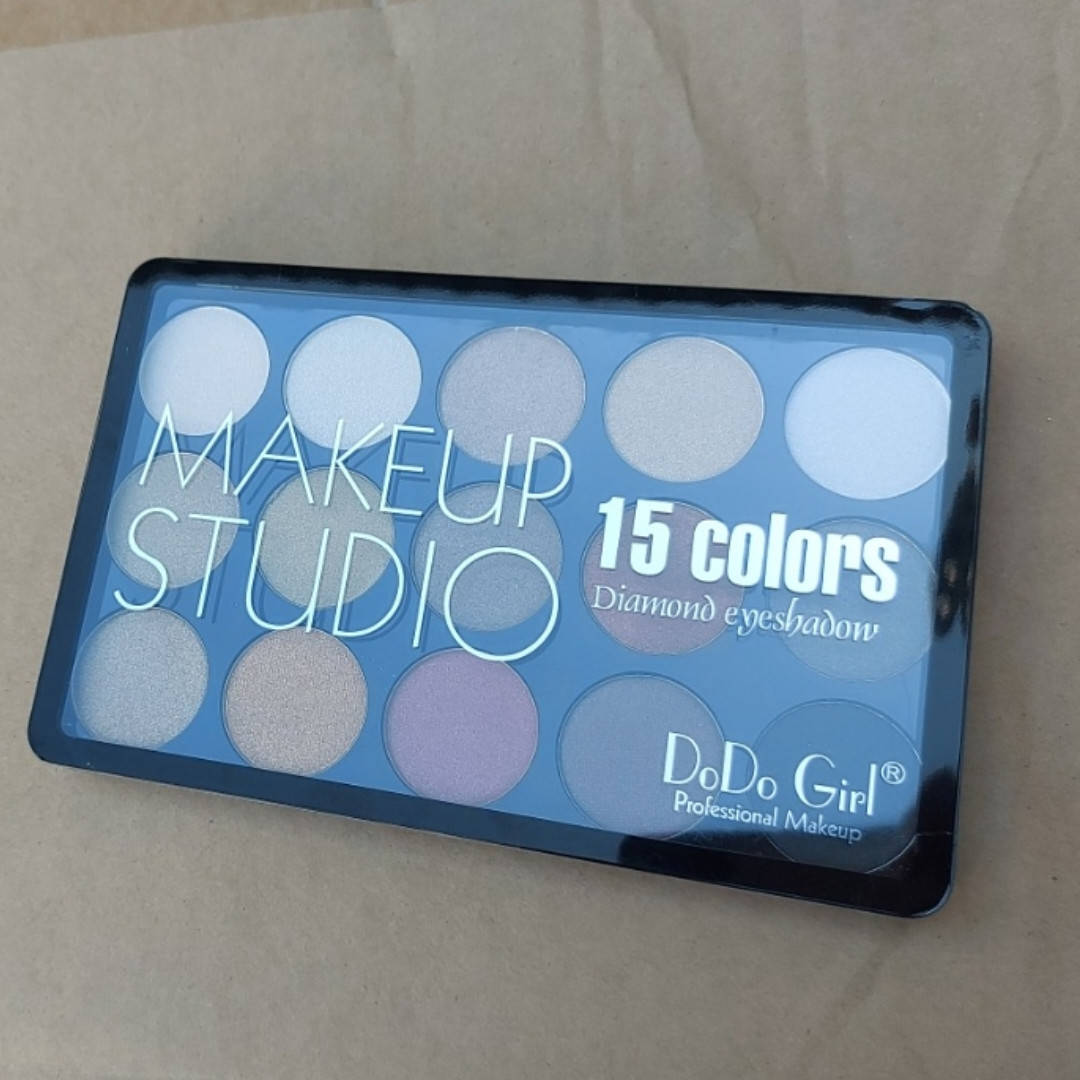 MAKEUP
STUDIO
15 colors
Diamond eyeshadow
DoDo Girl®
Professional Makeup